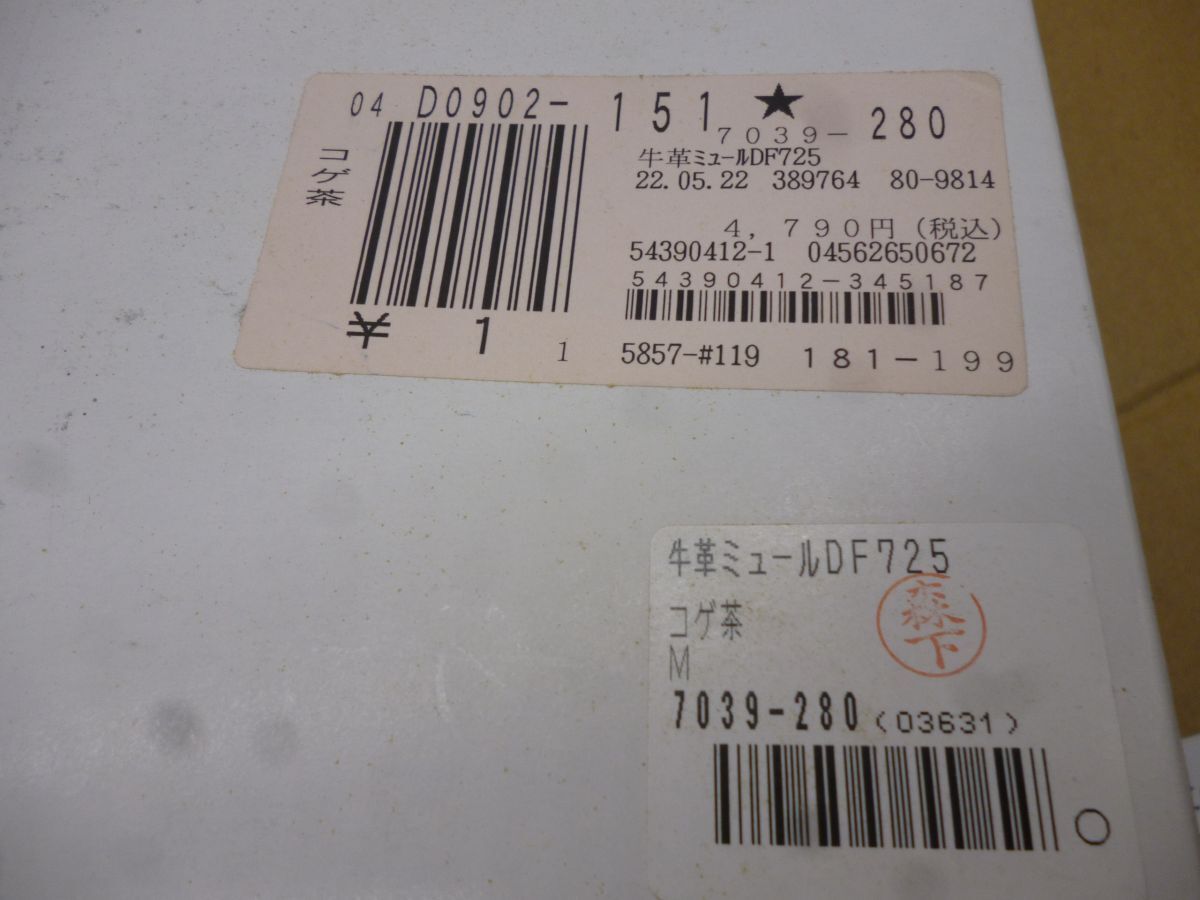 04 D0902- 151 ★ 7039- 280
コゲ茶
牛革ﾐｭｰﾙDF725
22.05.22 389764 80-9814
4,790円(税込)
54390412-1 04562650672
54390412-345187
¥ 1 1 5857-#119 181-199
牛革ミュールDF725
コゲ茶
森下
M
7039-280 (03631)